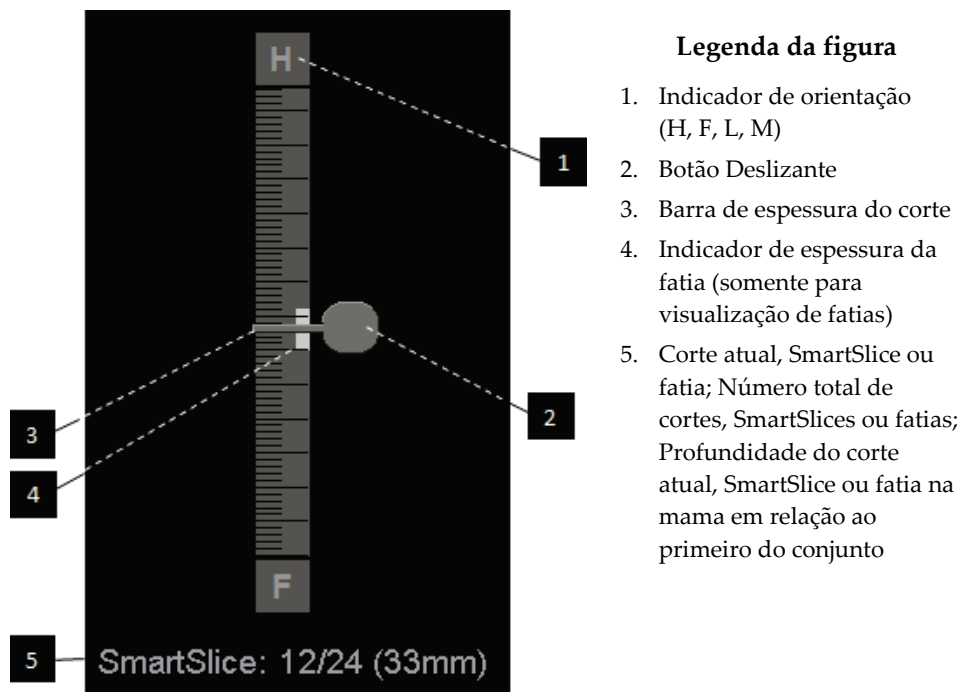 H
1
3
4
2
F
5
SmartSlice: 12/24 (33mm)
Legenda da figura
1. Indicador de orientação
(H, F, L, M)
2. Botão Deslizante
3. Barra de espessura do corte
4. Indicador de espessura da
fatia (somente para
visualização de fatias)
5. Corte atual, SmartSlice ou
fatia; Número total de
cortes, SmartSlices ou fatias;
Profundidade do corte
atual, SmartSlice ou fatia na
mama em relação ao
primeiro do conjunto